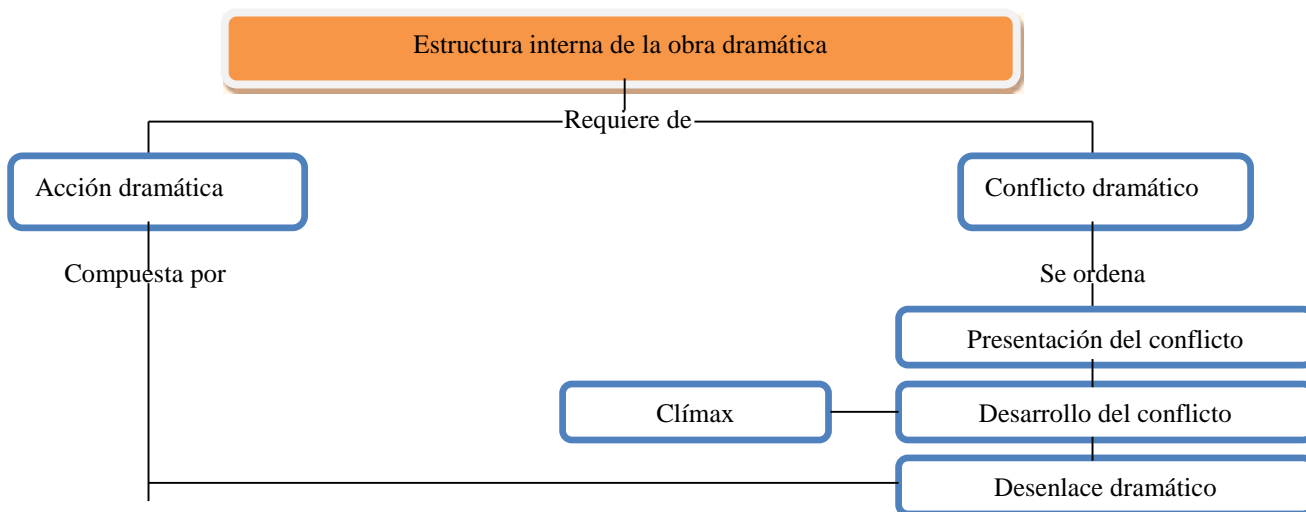 Estructura interna de la obra dramática
Requiere de
Acción dramática
Conflicto dramático
Compuesta por
Se ordena
Presentación del conflicto
Clímax
Desarrollo del conflicto
Desenlace dramático